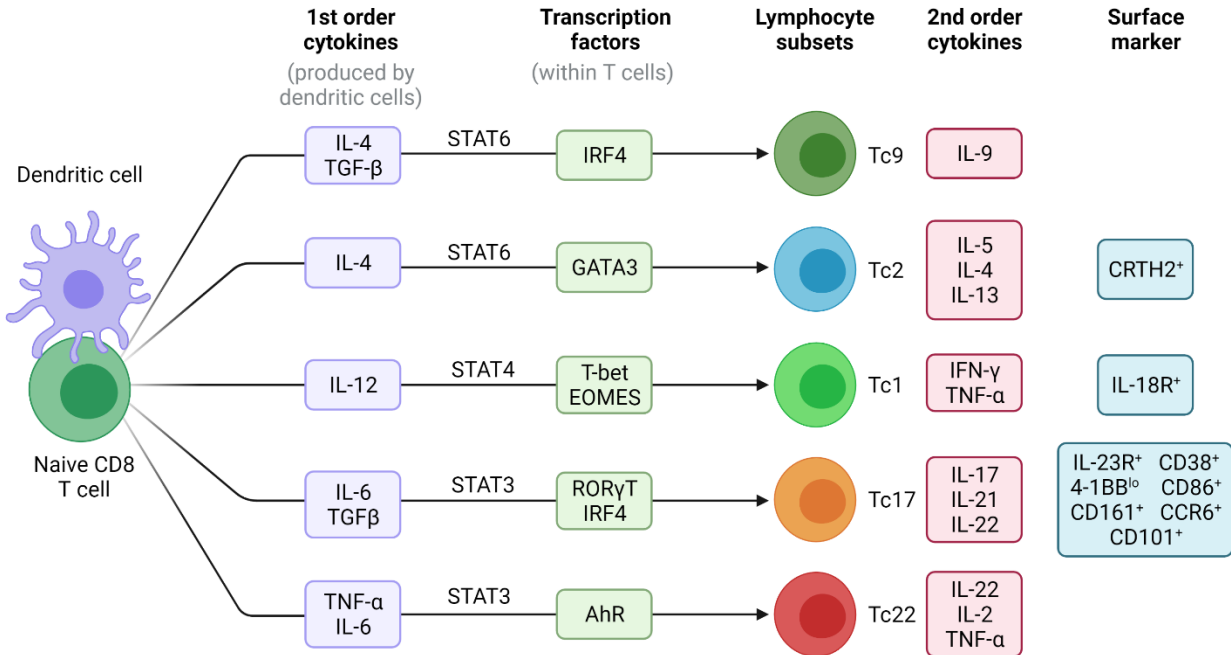 1st order cytokines
(produced by dendritic cells)
Transcription factors
(within T cells)
Lymphocyte subsets
2nd order cytokines
Surface marker
Dendritic cell
Naive CD8
T cell
IL-4
TGF-β
STAT6
IRF4
Tc9
IL-9
IL-4
STAT6
GATA3
Tc2
IL-5
IL-4
IL-13
CRTH2⁺
IL-12
STAT4
T-bet
EOMES
Tc1
IFN-γ
TNF-α
IL-18R⁺
IL-6
TGFβ
STAT3
RORγT
IRF4
Tc17
IL-17
IL-21
IL-22
IL-23R⁺ CD38⁺
4-1BBˡᵒ CD86⁺
CD161⁺ CCR6⁺
CD101⁺
TNF-α
IL-6
STAT3
AhR
Tc22
IL-22
IL-2
TNF-α